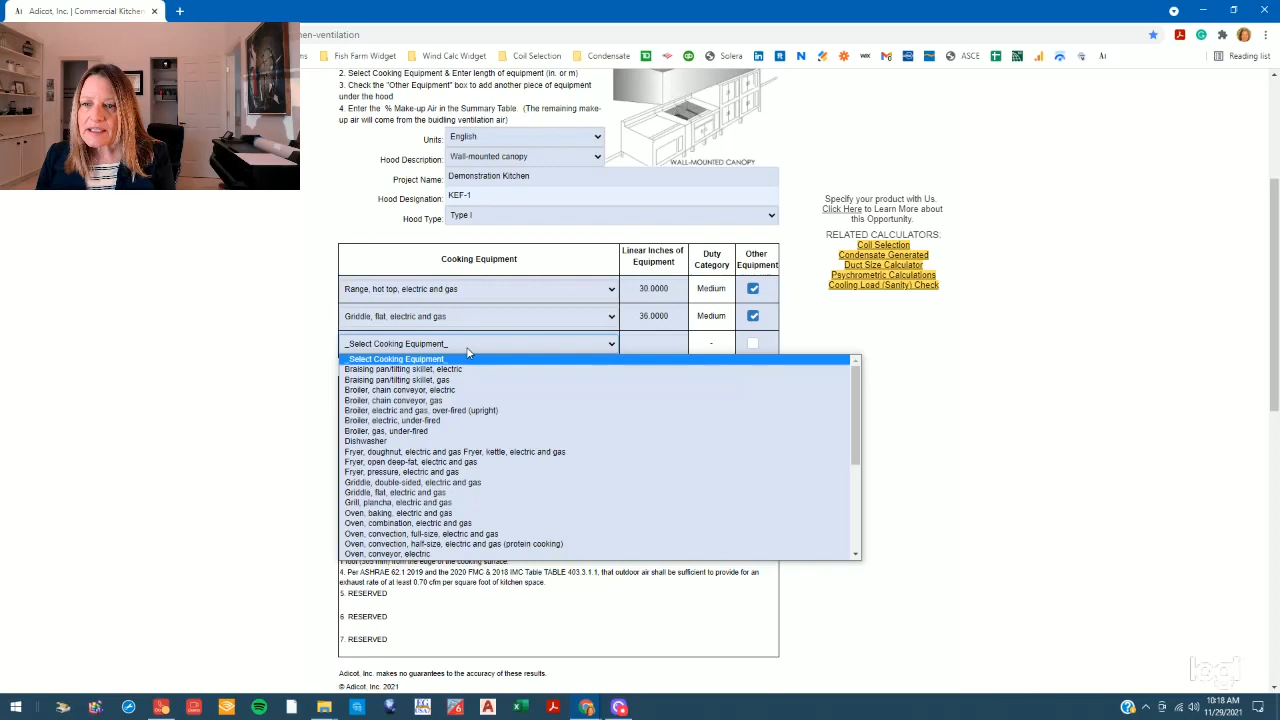 Adicot, Inc. | Commercial Kitchen
hen-ventilation
ns
Fish Farm Widget
Wind Calc Widget
Coil Selection
Condensate
Solera
ASCE
Reading list
2. Select Cooking Equipment & Enter length of equipment (in. or m)
3. Check the "Other Equipment" box to add another piece of equipment
under the hood
4. Enter the % Make-up Air in the Summary Table. (The remaining make-
up air will come from the buidling ventilation air)
WALL-MOUNTED CANOPY
Units: English
Hood Description: Wall-mounted canopy
Project Name: Demonstration Kitchen
Hood Designation: KEF-1
Hood Type: Type I
Specify your product with Us.
Click Here to Learn More about
this Opportunity.
RELATED CALCULATORS:
Coil Selection
Condensate Generated
Duct Size Calculator
Psychrometric Calculations
Cooling Load (Sanity) Check
Cooking Equipment
Linear Inches of
Equipment
Duty
Category
Other
Equipment
Range, hot top, electric and gas 30.0000 Medium
Griddle, flat, electric and gas 36.0000 Medium
_Select Cooking Equipment_ -
_Select Cooking Equipment_
Braising pan/tilting skillet, electric
Braising pan/tilting skillet, gas
Broiler, chain conveyor, electric
Broiler, chain conveyor, gas
Broiler, electric and gas, over-fired (upright)
Broiler, electric, under-fired
Broiler, gas, under-fired
Dishwasher
Fryer, doughnut, electric and gas Fryer, kettle, electric and gas
Fryer, open deep-fat, electric and gas
Fryer, pressure, electric and gas
Griddle, double-sided, electric and gas
Griddle, flat, electric and gas
Grill, plancha, electric and gas
Oven, baking, electric and gas
Oven, combination, electric and gas
Oven, convection, full-size, electric and gas
Oven, convection, half-size, electric and gas (protein cooking)
Oven, conveyor, electric
1 foot (305 mm) from the edge of the cooking surface.
4. Per ASHRAE 62.1 2019 and the 2020 FMC & 2018 IMC Table TABLE 403.3.1.1, that outdoor air shall be sufficient to provide for an
exhaust rate of at least 0.70 cfm per square foot of kitchen space.
5. RESERVED
6 RESERVED
7. RESERVED
Adicot, Inc. makes no guarantees to the accuracy of these results.
© Adicot, Inc. 2021
10:18 AM
11/29/2021